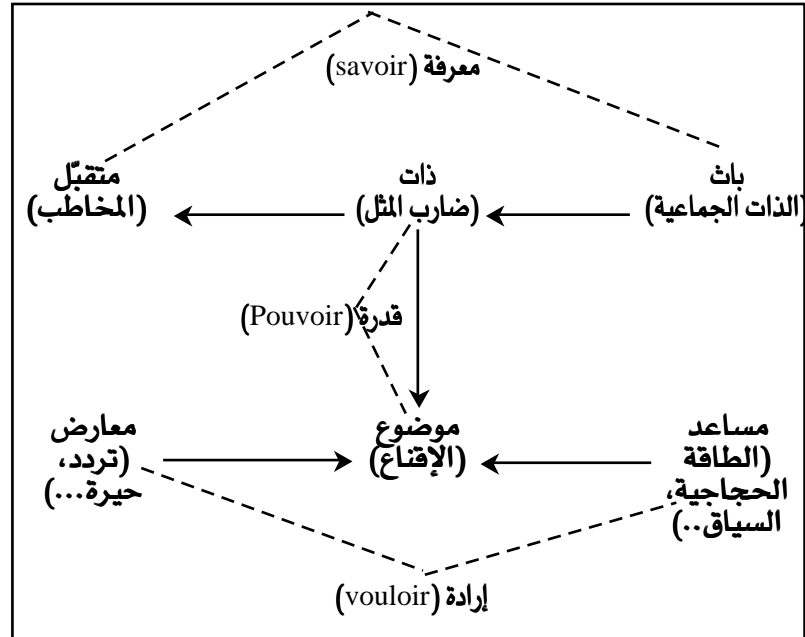 معرفة (savoir)
باث
(الذات الجماعية)
ذات
(ضارب المثل)
متقبّل
(المخاطب)
قدرة (Pouvoir)
مساعد
(الطاقة
الحجاجية،
السياق..)
موضوع
(الإقناع)
معارض
(تردد،
حيرة...)
إرادة (vouloir)